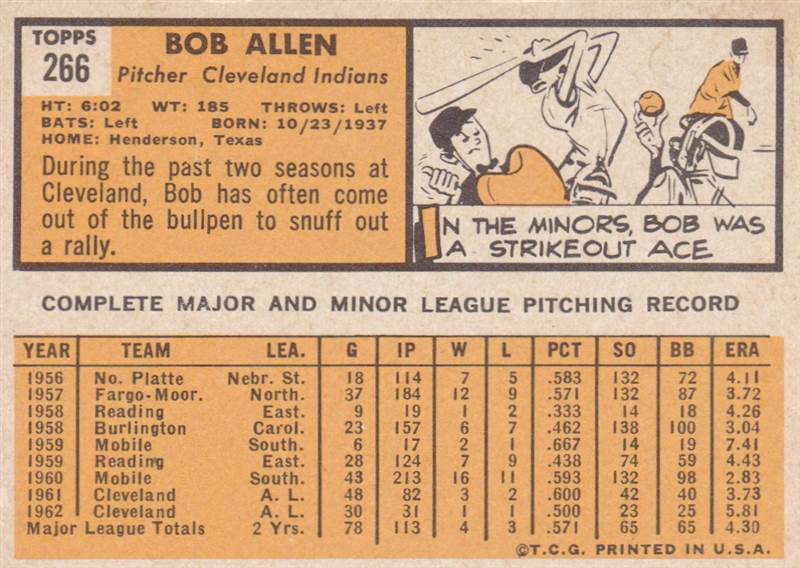 TOPPS
266
BOB ALLEN
Pitcher Cleveland Indians
HT: 6:02 WT: 185 THROWS: Left
BATS: Left BORN: 10/23/1937
HOME: Henderson, Texas
During the past two seasons at
Cleveland, Bob has often come
out of the bullpen to snuff out
a rally.
IN THE MINORS, BOB WAS
A STRIKEOUT ACE
COMPLETE MAJOR AND MINOR LEAGUE PITCHING RECORD
YEAR TEAM LEA. G IP W L PCT SO BB ERA
1956 No. Platte Nebr. St. 18 114 7 5 .583 132 72 4.11
1957 Fargo-Moor. North. 37 184 12 9 .571 132 87 3.72
1958 Reading East. 9 19 1 2 .333 14 18 4.26
1958 Burlington Carol. 23 157 6 7 .462 138 100 3.04
1959 Mobile South. 6 17 2 1 .667 14 19 7.41
1959 Reading East. 28 124 7 9 .438 74 59 4.43
1960 Mobile South. 43 213 16 11 .593 132 98 2.83
1961 Cleveland A. L. 48 82 3 2 .600 42 40 3.73
1962 Cleveland A. L. 30 31 1 1 .500 23 25 5.81
Major League Totals 2 Yrs. 78 113 4 3 .571 65 65 4.30
©T.C.G. PRINTED IN U.S.A.